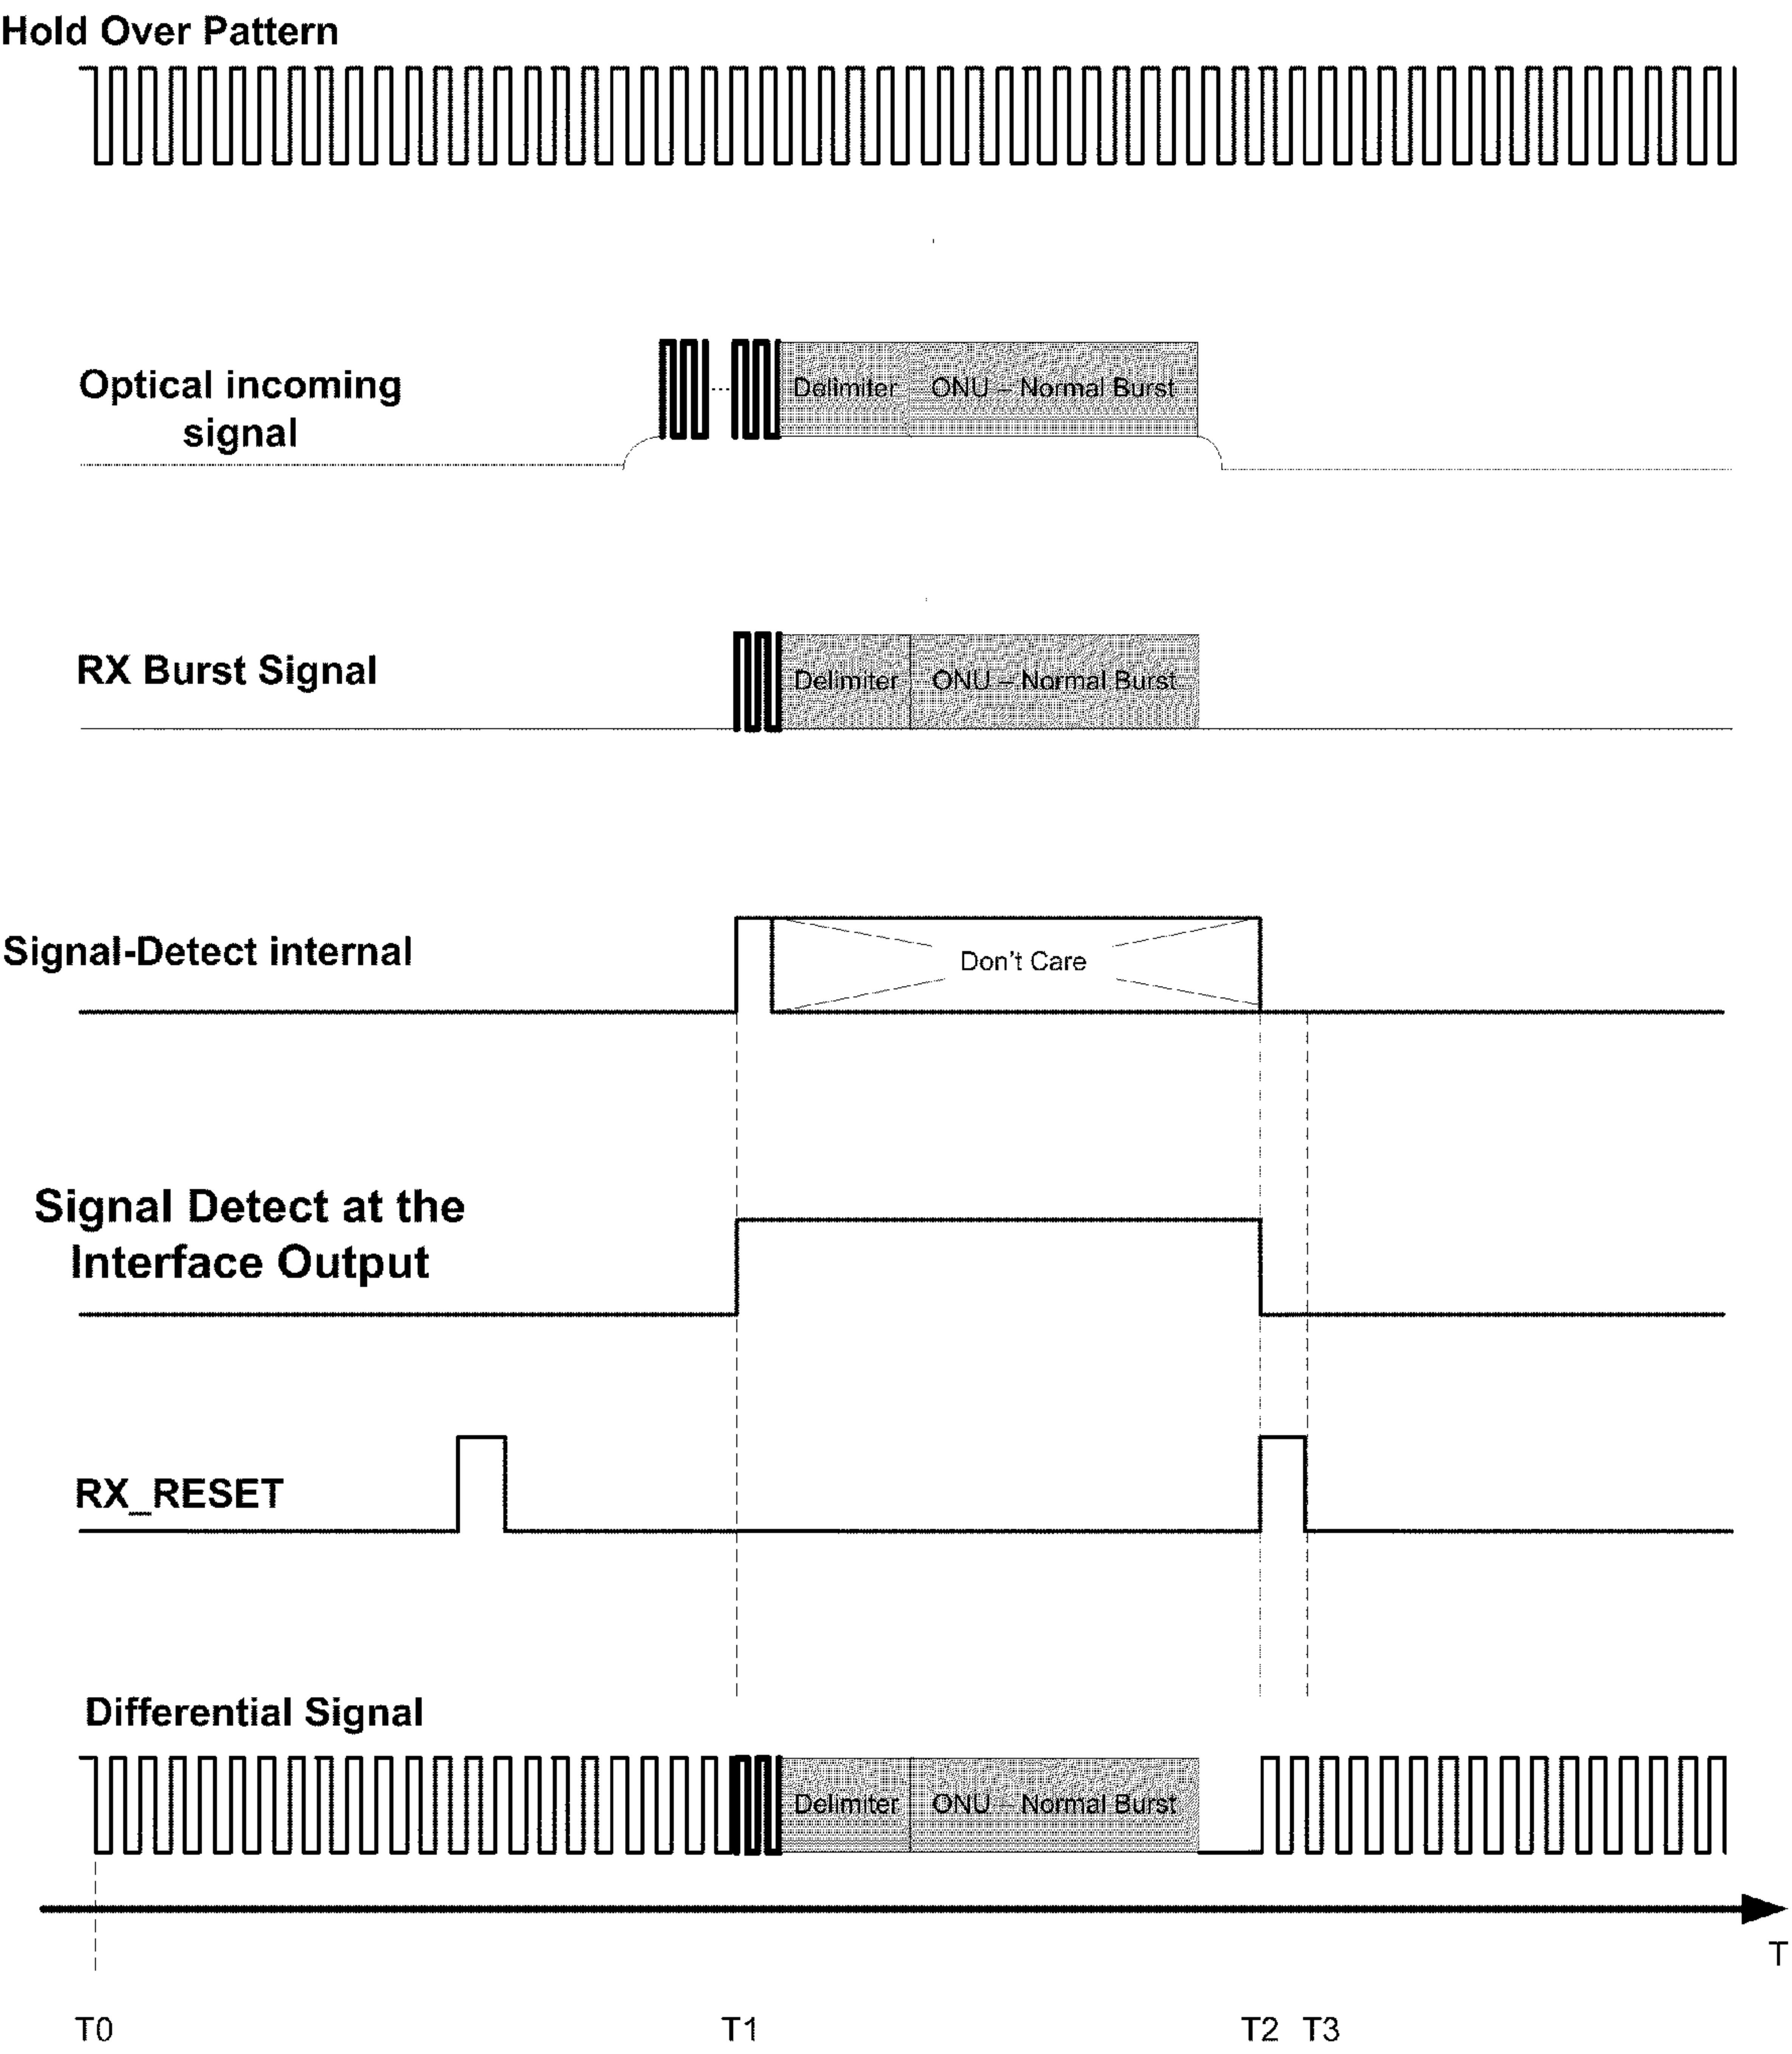 Hold Over Pattern
Optical incoming
signal
Delimiter
ONU – Normal Burst
RX Burst Signal
Delimiter
ONU – Normal Burst
Signal-Detect internal
Don't Care
Signal Detect at the
Interface Output
RX_RESET
Differential Signal
Delimiter
ONU – Normal Burst
T
T0
T1
T2
T3